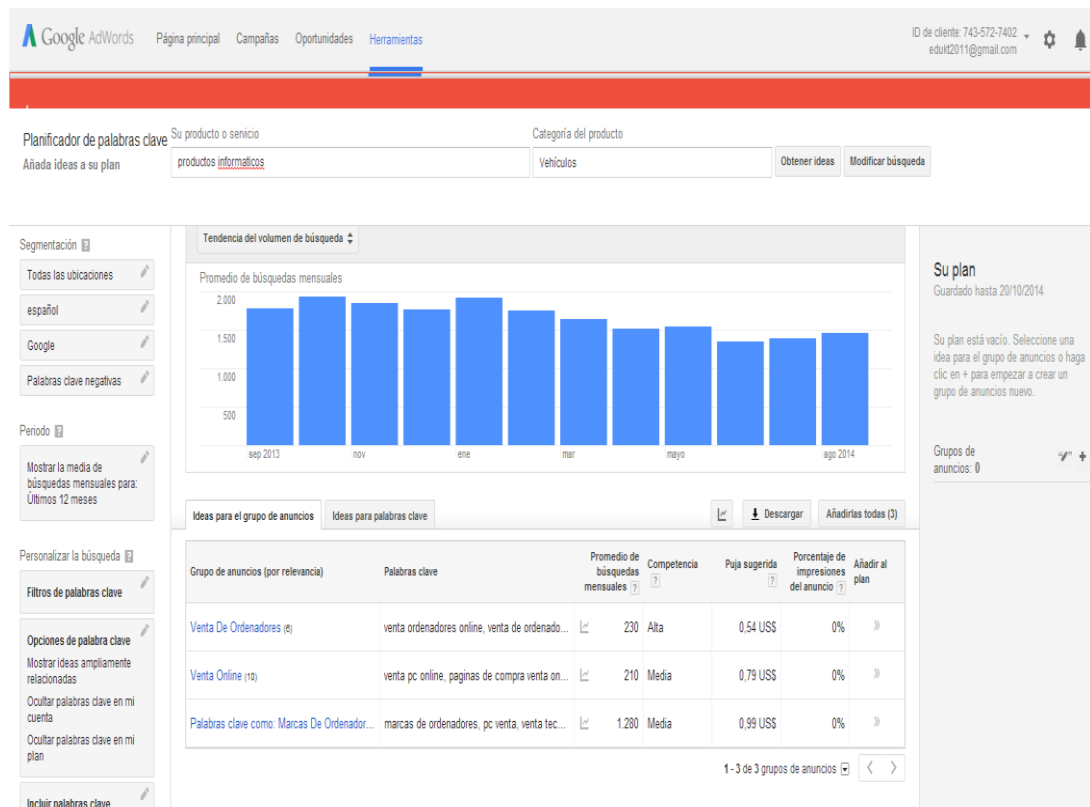 Google AdWords Página principal Campañas Oportunidades Herramientas
ID de cliente: 743-572-7402
edukt2011@gmail.com
Planificador de palabras clave
Añada ideas a su plan
Su producto o servicio
productos informaticos
Categoría del producto
Vehículos
Obtener ideas
Modificar búsqueda
Segmentación ?
Todas las ubicaciones
español
Google
Palabras clave negativas
Periodo ?
Mostrar la media de
búsquedas mensuales para:
Últimos 12 meses
Personalizar la búsqueda ?
Filtros de palabras clave
Opciones de palabra clave
Mostrar ideas ampliamente
relacionadas
Ocultar palabras clave en mi
cuenta
Ocultar palabras clave en mi
plan
Incluir palabras clave
Tendencia del volumen de búsqueda
Promedio de búsquedas mensuales
2.000
1.500
1.000
500
sep 2013 nov ene mar mayo ago 2014
Ideas para el grupo de anuncios
Ideas para palabras clave
Descargar
Añadirlas todas (3)
Grupo de anuncios (por relevancia)
Palabras clave
Promedio de
búsquedas
mensuales ?
Competencia
?
Puja sugerida
?
Porcentaje de
impresiones
del anuncio ?
Añadir al
plan
Venta De Ordenadores (6) venta ordenadores online, venta de ordenado... 230 Alta 0,54 US$ 0% »
Venta Online (10) venta pc online, paginas de compra venta on... 210 Media 0,79 US$ 0% »
Palabras clave como: Marcas De Ordenador... marcas de ordenadores, pc venta, venta tec... 1.280 Media 0,99 US$ 0% »
1 - 3 de 3 grupos de anuncios
Su plan
Guardado hasta 20/10/2014
Su plan está vacío. Seleccione una
idea para el grupo de anuncios o haga
clic en + para empezar a crear un
grupo de anuncios nuevo.
Grupos de
anuncios: 0
+